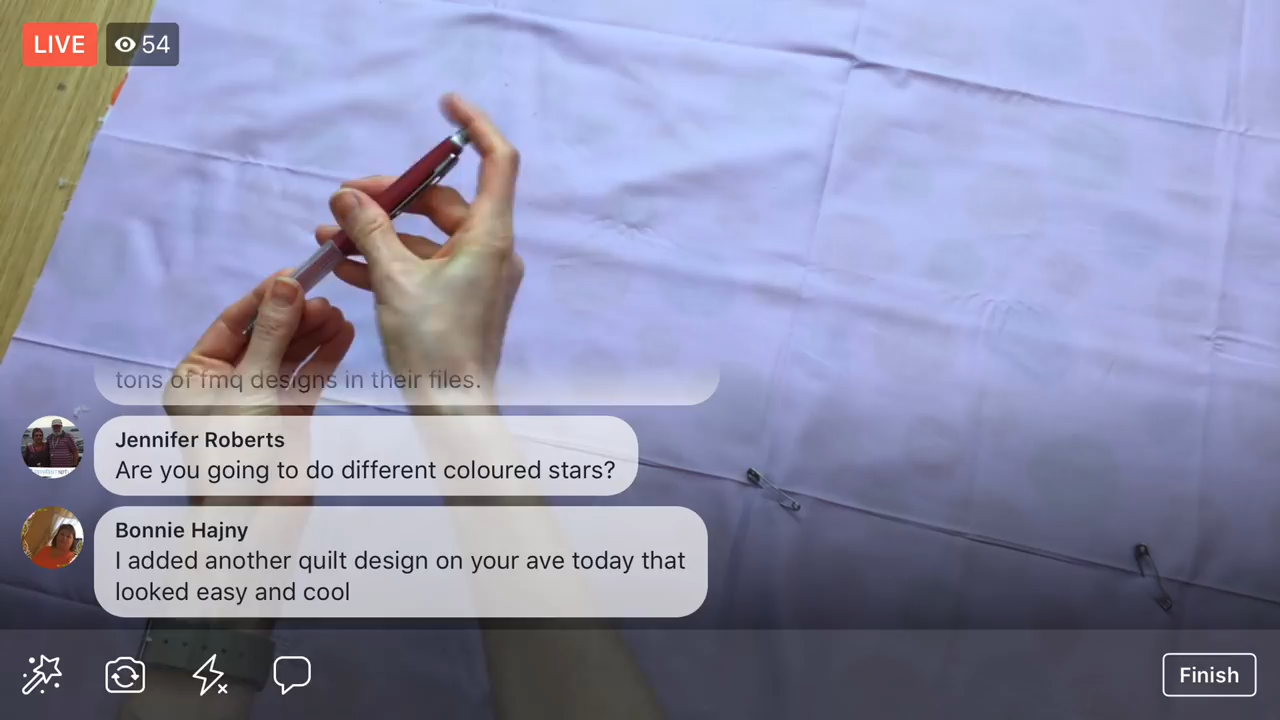 LIVE
54
tons of fmq designs in their files.
Jennifer Roberts
Are you going to do different coloured stars?
Bonnie Hajny
I added another quilt design on your ave today that
looked easy and cool
Finish